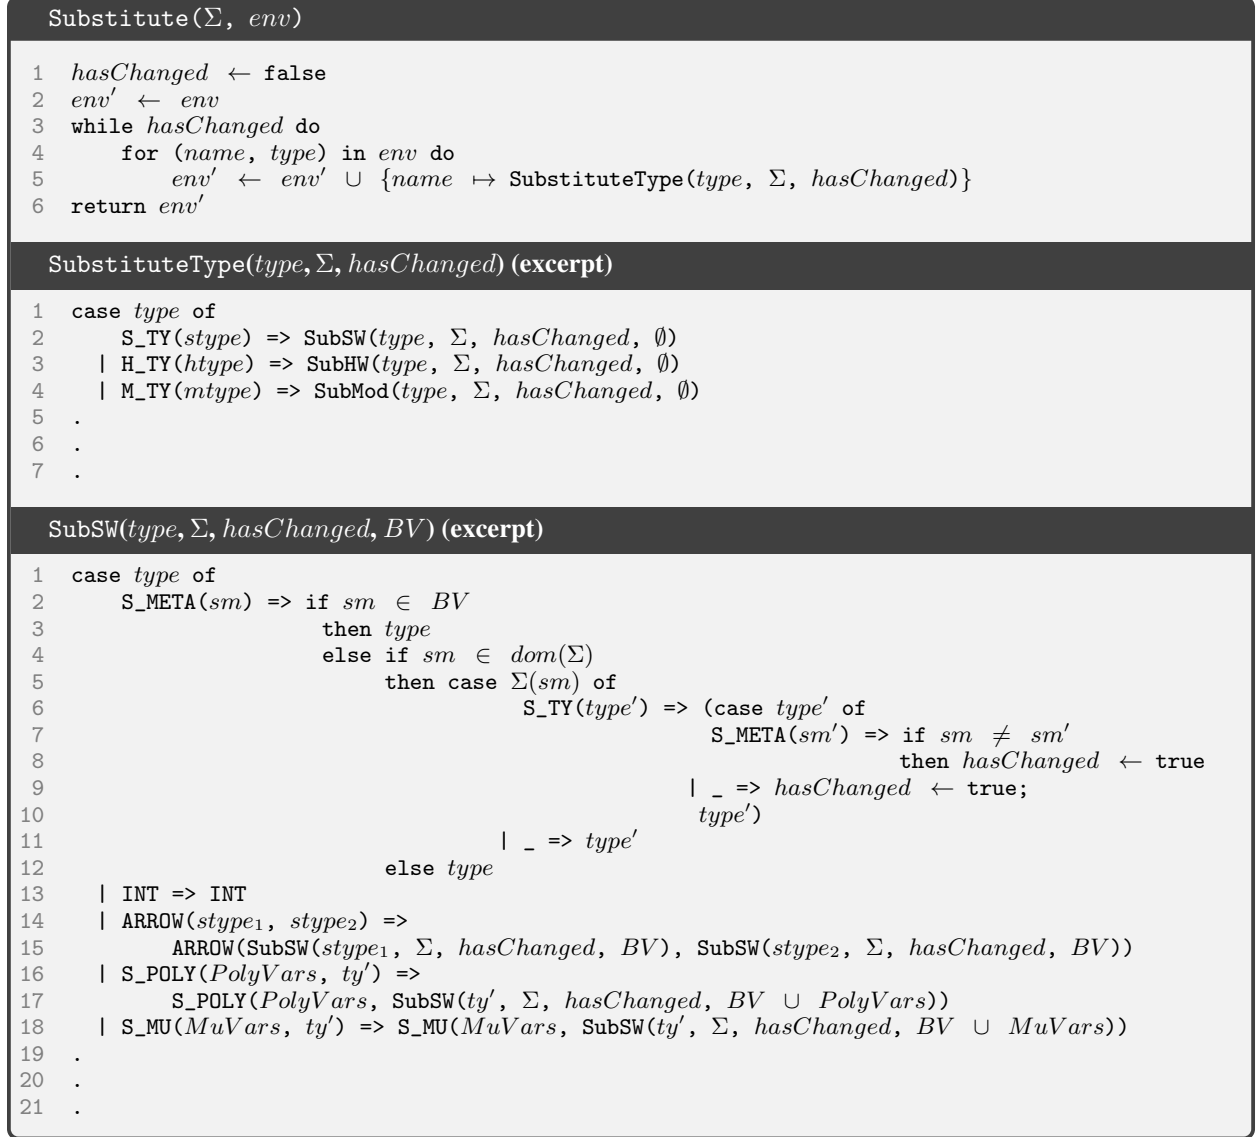 Substitute(Σ, env)
1 hasChanged ← false
2 env′ ← env
3 while hasChanged do
4 for (name, type) in env do
5 env′ ← env′ ∪ {name ↦ SubstituteType(type, Σ, hasChanged)}
6 return env′
SubstituteType(type, Σ, hasChanged) (excerpt)
1 case type of
2 S_TY(stype) => SubSW(type, Σ, hasChanged, ∅)
3 | H_TY(htype) => SubHW(type, Σ, hasChanged, ∅)
4 | M_TY(mtype) => SubMod(type, Σ, hasChanged, ∅)
5 .
6 .
7 .
SubSW(type, Σ, hasChanged, BV) (excerpt)
1 case type of
2 S_META(sm) => if sm ∈ BV
3 then type
4 else if sm ∈ dom(Σ)
5 then case Σ(sm) of
6 S_TY(type′) => (case type′ of
7 S_META(sm′) => if sm ≠ sm′
8 then hasChanged ← true
9 | _ => hasChanged ← true;
10 type′)
11 | _ => type′
12 else type
13 | INT => INT
14 | ARROW(stype₁, stype₂) =>
15 ARROW(SubSW(stype₁, Σ, hasChanged, BV), SubSW(stype₂, Σ, hasChanged, BV))
16 | S_POLY(PolyVars, ty′) =>
17 S_POLY(PolyVars, SubSW(ty′, Σ, hasChanged, BV ∪ PolyVars))
18 | S_MU(MuVars, ty′) => S_MU(MuVars, SubSW(ty′, Σ, hasChanged, BV ∪ MuVars))
19 .
20 .
21 .